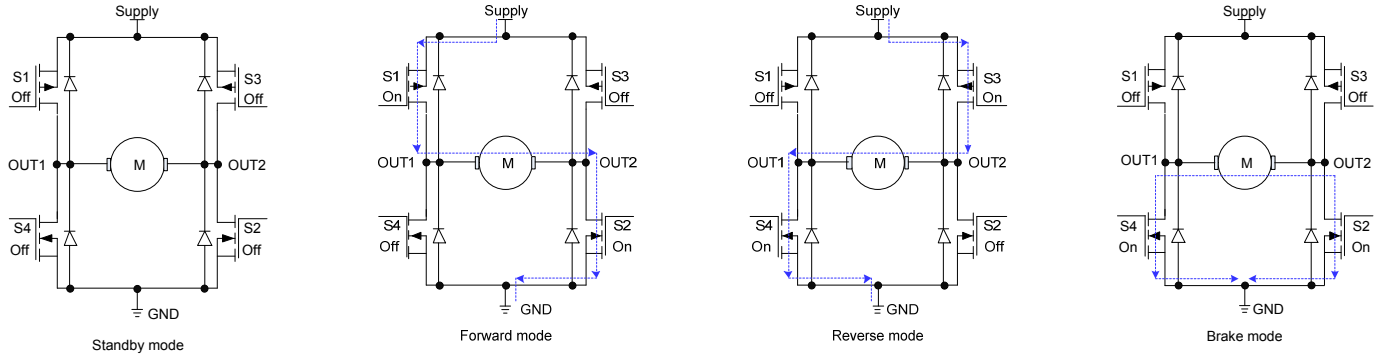 S1
Off
S3
Off
OUT1
M
OUT2
S4
Off
S2
Off
GND
Standby mode
Supply
S1
On
S3
Off
OUT1
M
OUT2
S4
Off
S2
On
GND
Forward mode
Supply
S1
Off
S3
On
OUT1
M
OUT2
S4
On
S2
Off
GND
Reverse mode
Supply
S1
Off
S3
Off
OUT1
M
OUT2
S4
On
S2
On
GND
Brake mode
Supply